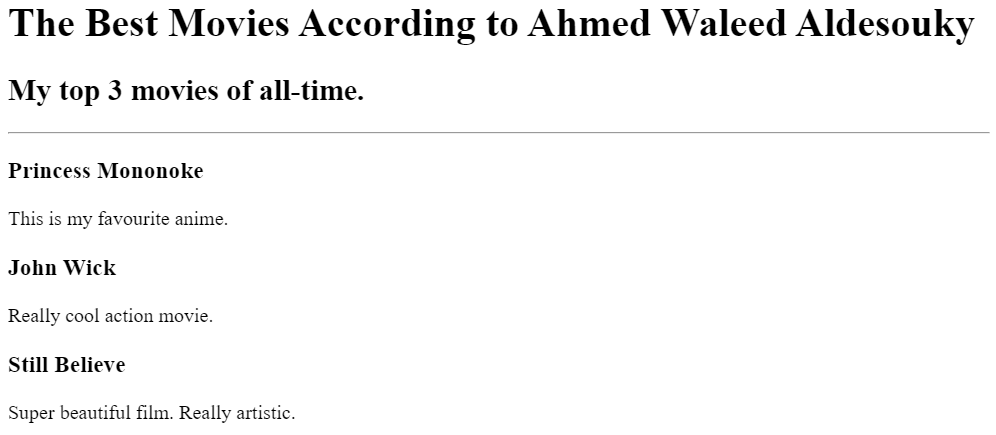 The Best Movies According to Ahmed Waleed Aldesouky
My top 3 movies of all-time.
Princess Mononoke
This is my favourite anime.
John Wick
Really cool action movie.
Still Believe
Super beautiful film. Really artistic.